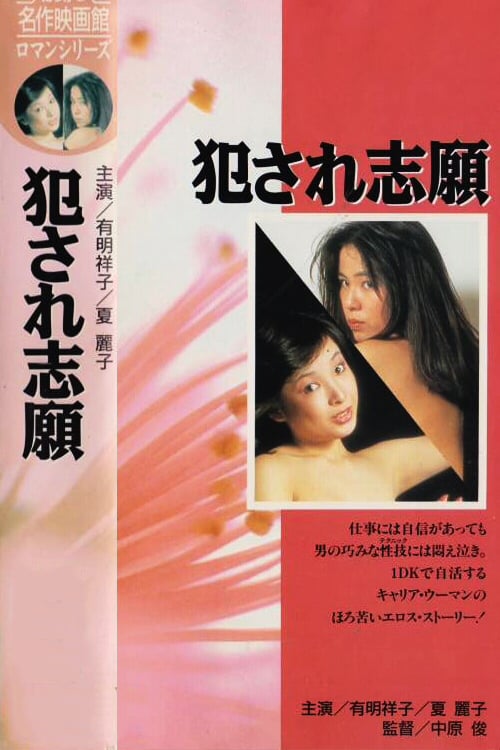 名作映画館
ロマンシリーズ
犯され志願
主演／有明祥子／夏 麗子
犯され志願
仕事には自信があっても
テクニック
男の巧みな性技には悶え泣き。
1DKで自活する
キャリア・ウーマンの
ほろ苦いエロス・ストーリー！
主演／有明祥子／夏 麗子
監督／中原 俊